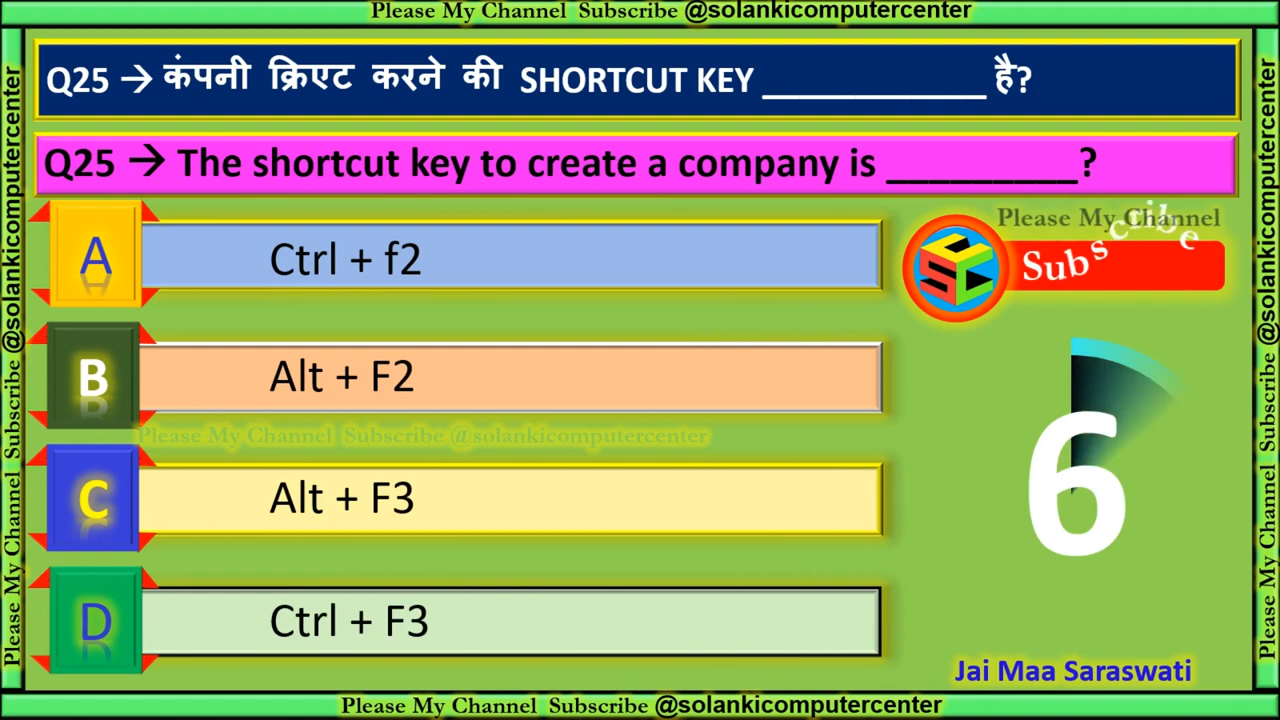 Please My Channel Subscribe @solankicomputercenter
Please My Channel Subscribe @solankicomputercenter
Q25 → कंपनी क्रिएट करने की SHORTCUT KEY ____________ है?
Q25 → The shortcut key to create a company is _________?
Please My Channel
Subscribe
SCC
A Ctrl + f2
B Alt + F2
Please My Channel Subscribe @solankicomputercenter
C Alt + F3
6
D Ctrl + F3
Jai Maa Saraswati
Please My Channel Subscribe @solankicomputercenter
Please My Channel Subscribe @solankicomputercenter